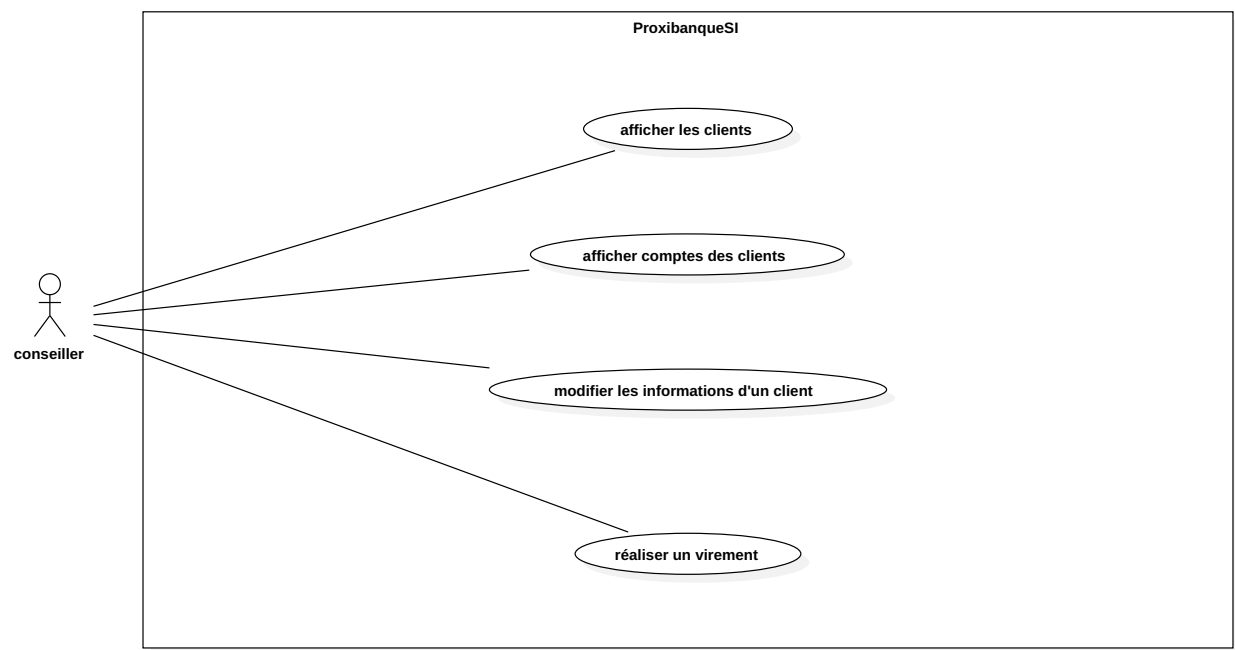 ProxibanqueSI
afficher les clients
afficher comptes des clients
conseiller
modifier les informations d'un client
réaliser un virement